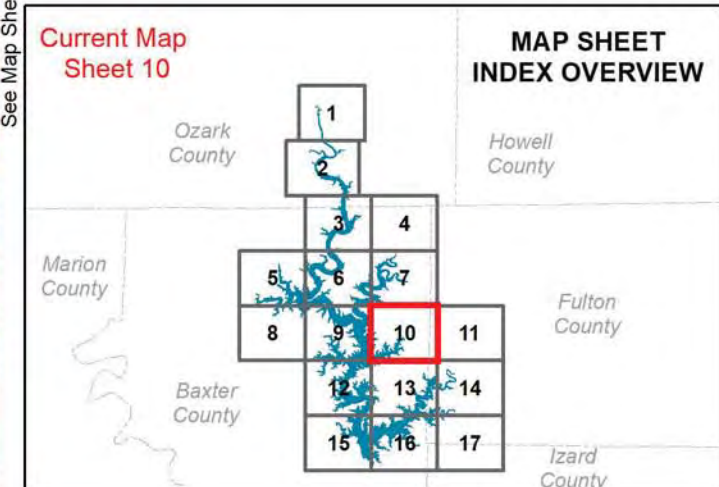 See Map She
Current Map
Sheet 10
MAP SHEET
INDEX OVERVIEW
Ozark
County
Howell
County
Marion
County
Fulton
County
Baxter
County
Izard
County
1
2
3 4
5 6 7
8 9 10 11
12 13 14
15 16 17